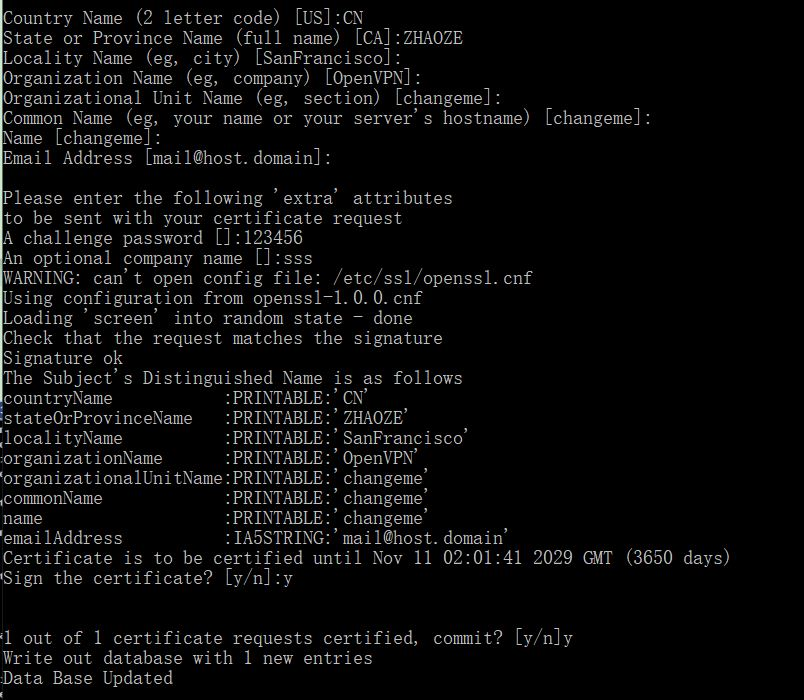 Country Name (2 letter code) [US]:CN
State or Province Name (full name) [CA]:ZHAOZE
Locality Name (eg, city) [SanFrancisco]:
Organization Name (eg, company) [OpenVPN]:
Organizational Unit Name (eg, section) [changeme]:
Common Name (eg, your name or your server's hostname) [changeme]:
Name [changeme]:
Email Address [mail@host.domain]:
Please enter the following 'extra' attributes
to be sent with your certificate request
A challenge password []:123456
An optional company name []:sss
WARNING: can't open config file: /etc/ssl/openssl.cnf
Using configuration from openssl-1.0.0.cnf
Loading 'screen' into random state - done
Check that the request matches the signature
Signature ok
The Subject's Distinguished Name is as follows
countryName           :PRINTABLE:'CN'
stateOrProvinceName   :PRINTABLE:'ZHAOZE'
localityName          :PRINTABLE:'SanFrancisco'
organizationName      :PRINTABLE:'OpenVPN'
organizationalUnitName:PRINTABLE:'changeme'
commonName            :PRINTABLE:'changeme'
name                  :PRINTABLE:'changeme'
emailAddress          :IA5STRING:'mail@host.domain'
Certificate is to be certified until Nov 11 02:01:41 2029 GMT (3650 days)
Sign the certificate? [y/n]:y
1 out of 1 certificate requests certified, commit? [y/n]y
Write out database with 1 new entries
Data Base Updated